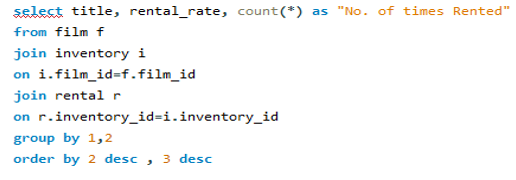 select title, rental_rate, count(*) as "No. of times Rented"
from film f
join inventory i
on i.film_id=f.film_id
join rental r
on r.inventory_id=i.inventory_id
group by 1,2
order by 2 desc , 3 desc